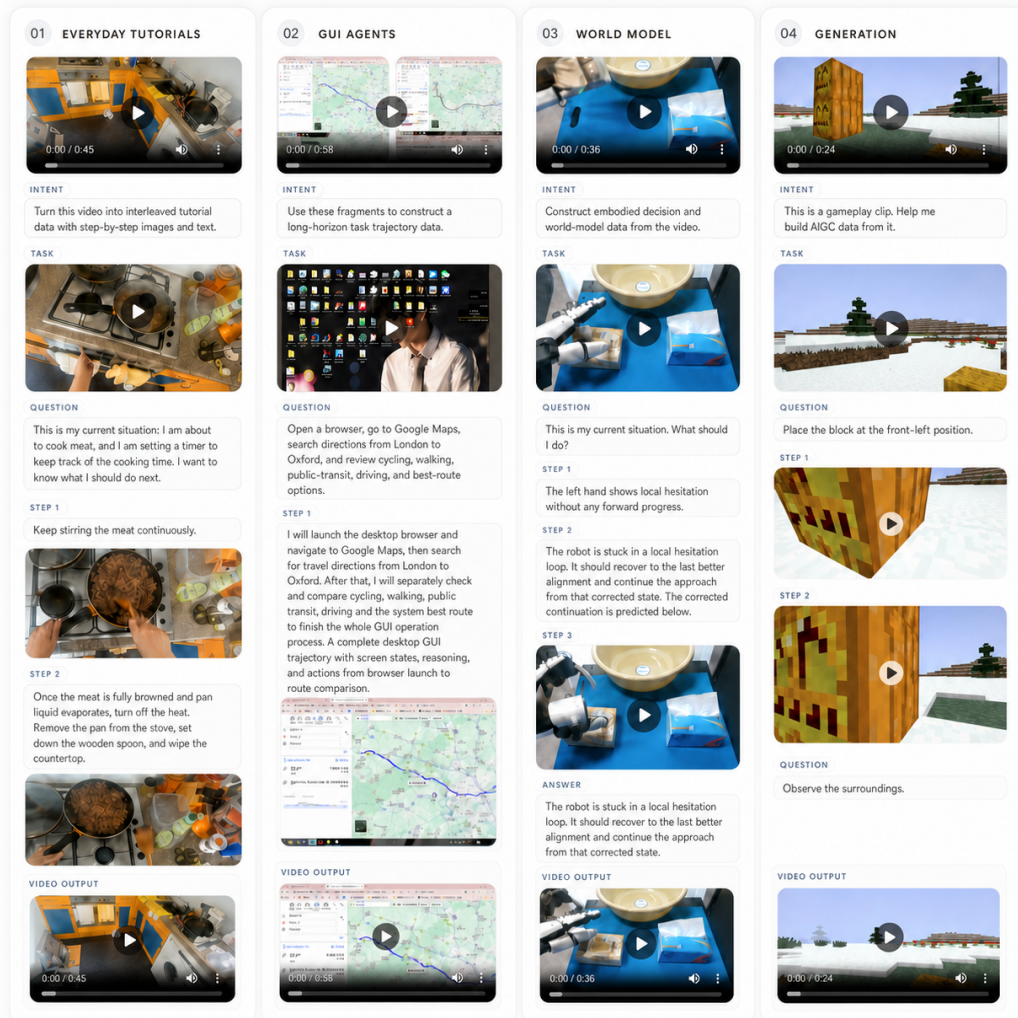 01 EVERYDAY TUTORIALS
0:00 / 0:45
INTENT
Turn this video into interleaved tutorial
data with step-by-step images and text.
TASK
QUESTION
This is my current situation: I am about
to cook meat, and I am setting a timer to
keep track of the cooking time. I want to
know what I should do next.
STEP 1
Keep stirring the meat continuously.
STEP 2
Once the meat is fully browned and pan
liquid evaporates, turn off the heat.
Remove the pan from the stove, set
down the wooden spoon, and wipe the
countertop.
VIDEO OUTPUT
0:00 / 0:45
02 GUI AGENTS
0:00 / 0:58
INTENT
Use these fragments to construct a
long-horizon task trajectory data.
TASK
QUESTION
Open a browser, go to Google Maps,
search directions from London to
Oxford, and review cycling, walking,
public-transit, driving, and best-route
options.
STEP 1
I will launch the desktop browser and
navigate to Google Maps, then search
for travel directions from London to
Oxford. After that, I will separately check
and compare cycling, walking, public
transit, driving and the system best route
to finish the whole GUI operation
process. A complete desktop GUI
trajectory with screen states, reasoning,
and actions from browser launch to
route comparison.
VIDEO OUTPUT
0:00 / 0:58
03 WORLD MODEL
0:00 / 0:36
INTENT
Construct embodied decision and
world-model data from the video.
TASK
QUESTION
This is my current situation. What should
I do?
STEP 1
The left hand shows local hesitation
without any forward progress.
STEP 2
The robot is stuck in a local hesitation
loop. It should recover to the last better
alignment and continue the approach
from that corrected state. The corrected
continuation is predicted below.
STEP 3
ANSWER
The robot is stuck in a local hesitation
loop. It should recover to the last better
alignment and continue the approach
from that corrected state.
VIDEO OUTPUT
0:00 / 0:36
04 GENERATION
0:00 / 0:24
INTENT
This is a gameplay clip. Help me
build AIGC data from it.
TASK
QUESTION
Place the block at the front-left position.
STEP 1
STEP 2
QUESTION
Observe the surroundings.
VIDEO OUTPUT
0:00 / 0:24